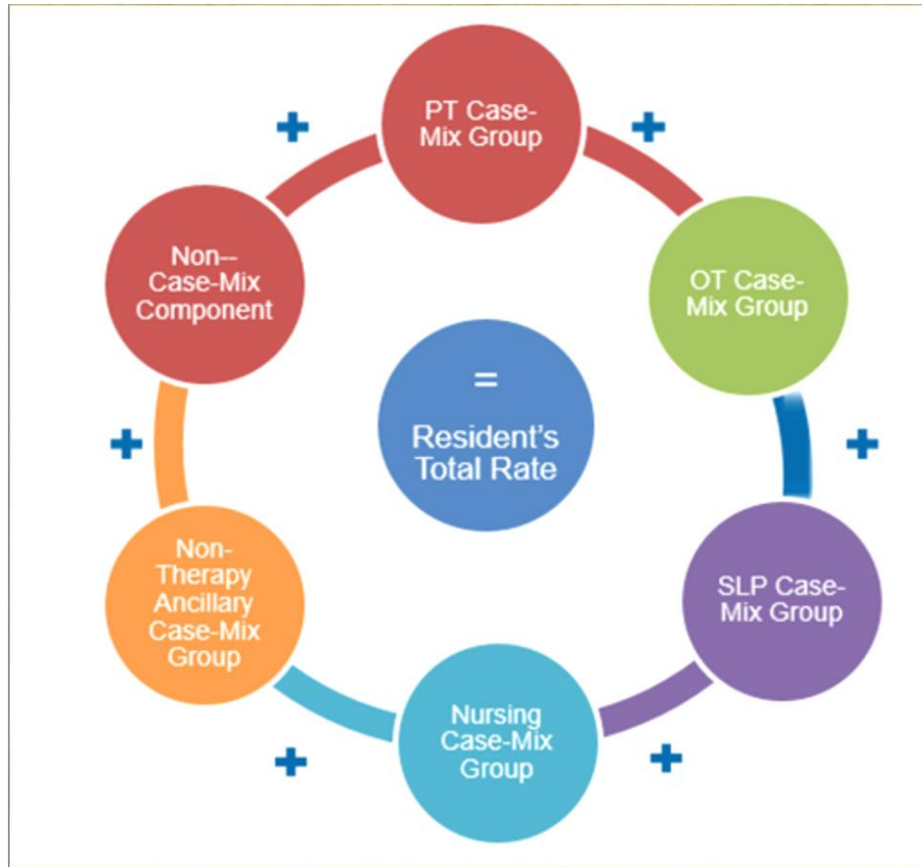 PT Case-
Mix Group
OT Case-
Mix Group
SLP Case-
Mix Group
Nursing
Case-Mix
Group
Non-
Therapy
Ancillary
Case-Mix
Group
Non--
Case-Mix
Component
=
Resident's
Total Rate
+
+
+
+
+
+